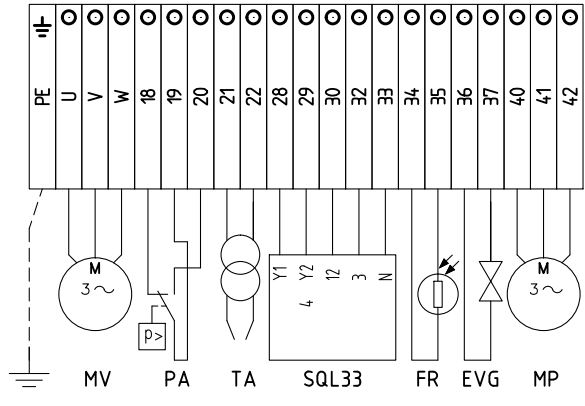 PE U V W 18 19 20 21 22 28 29 30 32 33 34 35 36 37 40 41 42
Y1 Y2 12 3 N
4
M
3~
M
3~
p>
MV PA TA SQL33 FR EVG MP